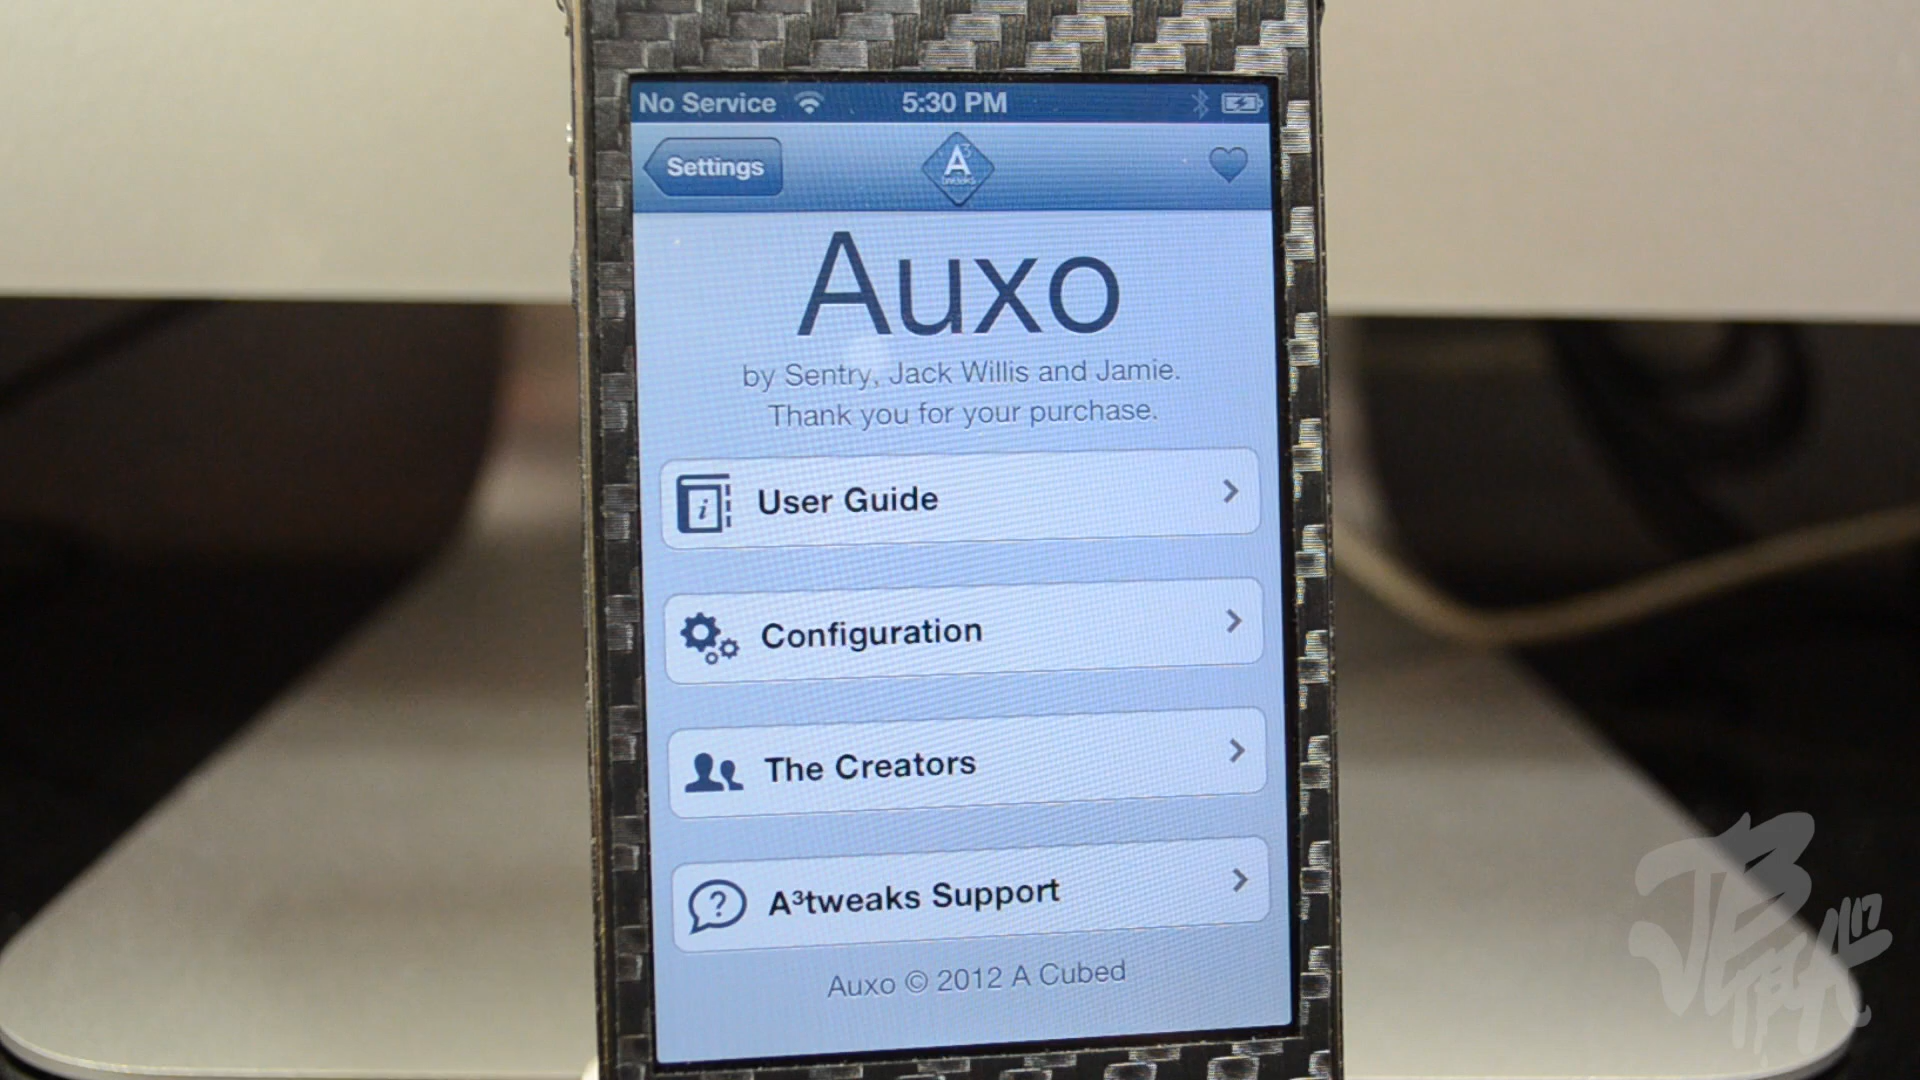 No Service 5:30 PM
Settings
A3
tweaks
Auxo
by Sentry, Jack Willis and Jamie.
Thank you for your purchase.
User Guide
Configuration
The Creators
A³tweaks Support
Auxo © 2012 A Cubed